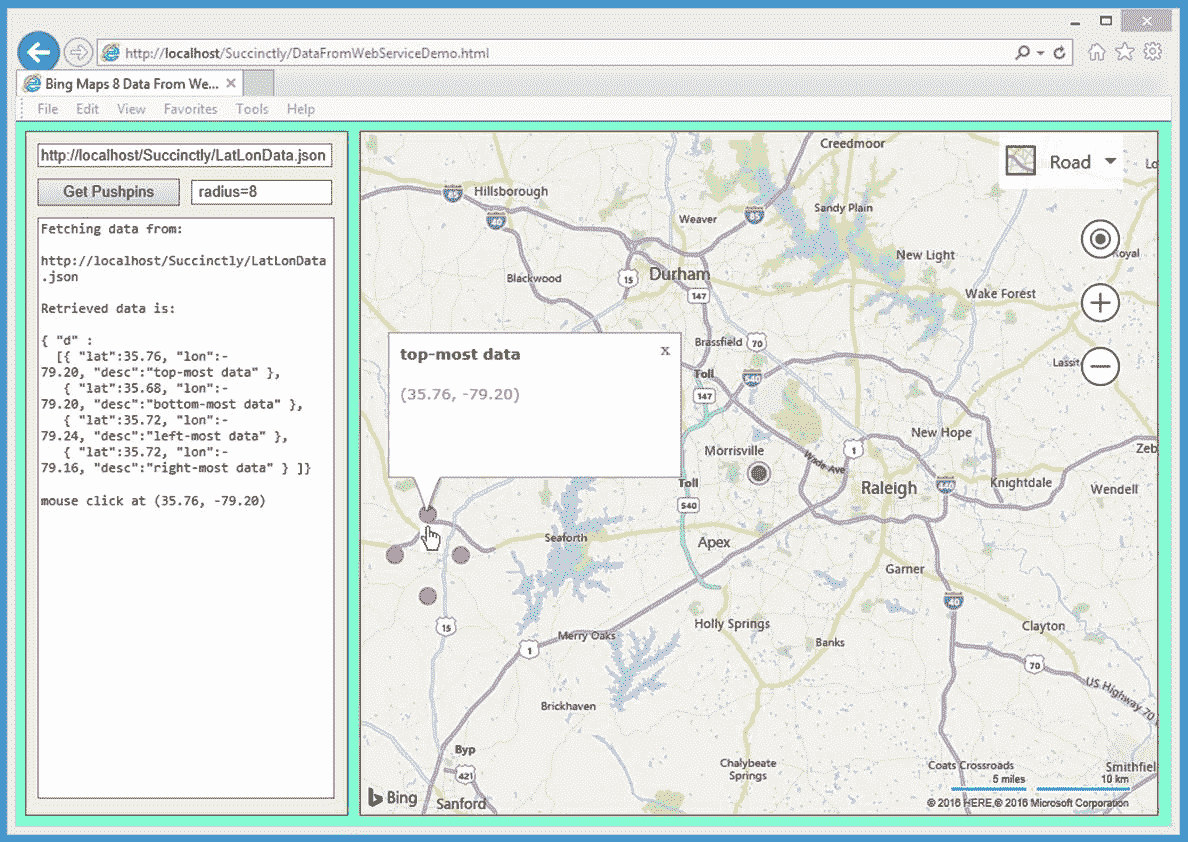 http://localhost/Succinctly/DataFromWebServiceDemo.html
Bing Maps 8 Data From We...
File Edit View Favorites Tools Help
http://localhost/Succinctly/LatLonData.json
Get Pushpins
radius=8
Fetching data from:
http://localhost/Succinctly/LatLonData
.json
Retrieved data is:
{ "d" :
[{ "lat":35.76, "lon":-
79.20, "desc":"top-most data" },
{ "lat":35.68, "lon":-
79.20, "desc":"bottom-most data" },
{ "lat":35.72, "lon":-
79.24, "desc":"left-most data" },
{ "lat":35.72, "lon":-
79.16, "desc":"right-most data" } ]}
mouse click at (35.76, -79.20)
Creedmoor
Road
Lo
85
Hillsborough
40
Weaver
85
Sandy Plain
New Light
Royal
Blackwood
15
Durham
147
Wake Forest
Brassfield
70
Lassit
top-most data
x
(35.76, -79.20)
Toll
540
147
New Hope
Morrisville
Wade Ave
1
Zeb
Toll
Raleigh
440
Knightdale
Wendell
540
Seaforth
Apex
Garner
40
15
Holly Springs
Clayton
Merry Oaks
1
Banks
70
US Highway 70
Brickhaven
Byp
421
Sanford
Chalybeate
Springs
Coats Crossroads
Smithfiel
5 miles
10 km
Bing
© 2016 HERE,© 2016 Microsoft Corporation